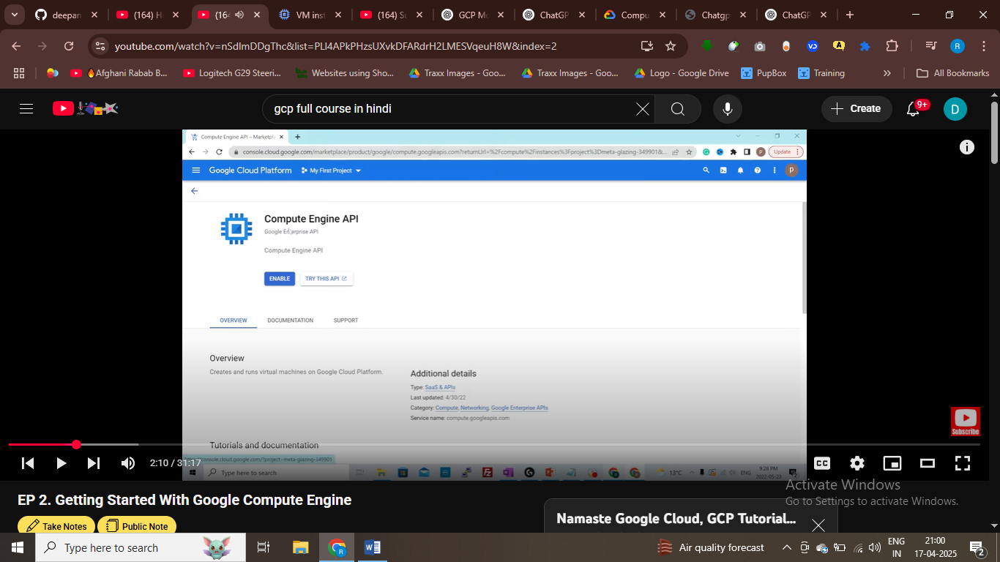 deepan
(164) H
(164)
VM inst
(164) Su
GCP Mo
ChatGP
Compu
Chatgp
ChatGP
youtube.com/watch?v=nSdlmDDgThc&list=PLI4APkPHzsUXvkDFARdrH2LMESVqeuH8W&index=2
R
Afghani Rabab B...
Logitech G29 Steeri...
Websites using Sho...
Traxx Images - Goo...
Traxx Images - Goo...
Logo - Google Drive
PupBox
Training
All Bookmarks
gcp full course in hindi
Create
9+
D
Compute Engine API – Marketpla
console.cloud.google.com/marketplace/product/google/compute.googleapis.com?returnUrl=%2Fcompute%2Finstances%3Fproject%3Dmeta-glazing-349901&...
Update
Google Cloud Platform
My First Project
P
Compute Engine API
Google Enterprise API
Compute Engine API
ENABLE
TRY THIS API
OVERVIEW
DOCUMENTATION
SUPPORT
Overview
Creates and runs virtual machines on Google Cloud Platform.
Additional details
Type: SaaS & APIs
Last updated: 4/30/22
Category: Compute, Networking, Google Enterprise APIs
Service name: compute.googleapis.com
Tutorials and documentation
https://console.cloud.google.com/?project=meta-glazing-349901
Type here to search
13°C
ENG
9:28 PM
2022-05-23
Subscribe
2:10 / 31:17
CC
Activate Windows
Go to Settings to activate Windows.
EP 2. Getting Started With Google Compute Engine
Take Notes
Public Note
Namaste Google Cloud, GCP Tutorial...
Type here to search
Air quality forecast
ENG
IN
21:00
17-04-2025
2